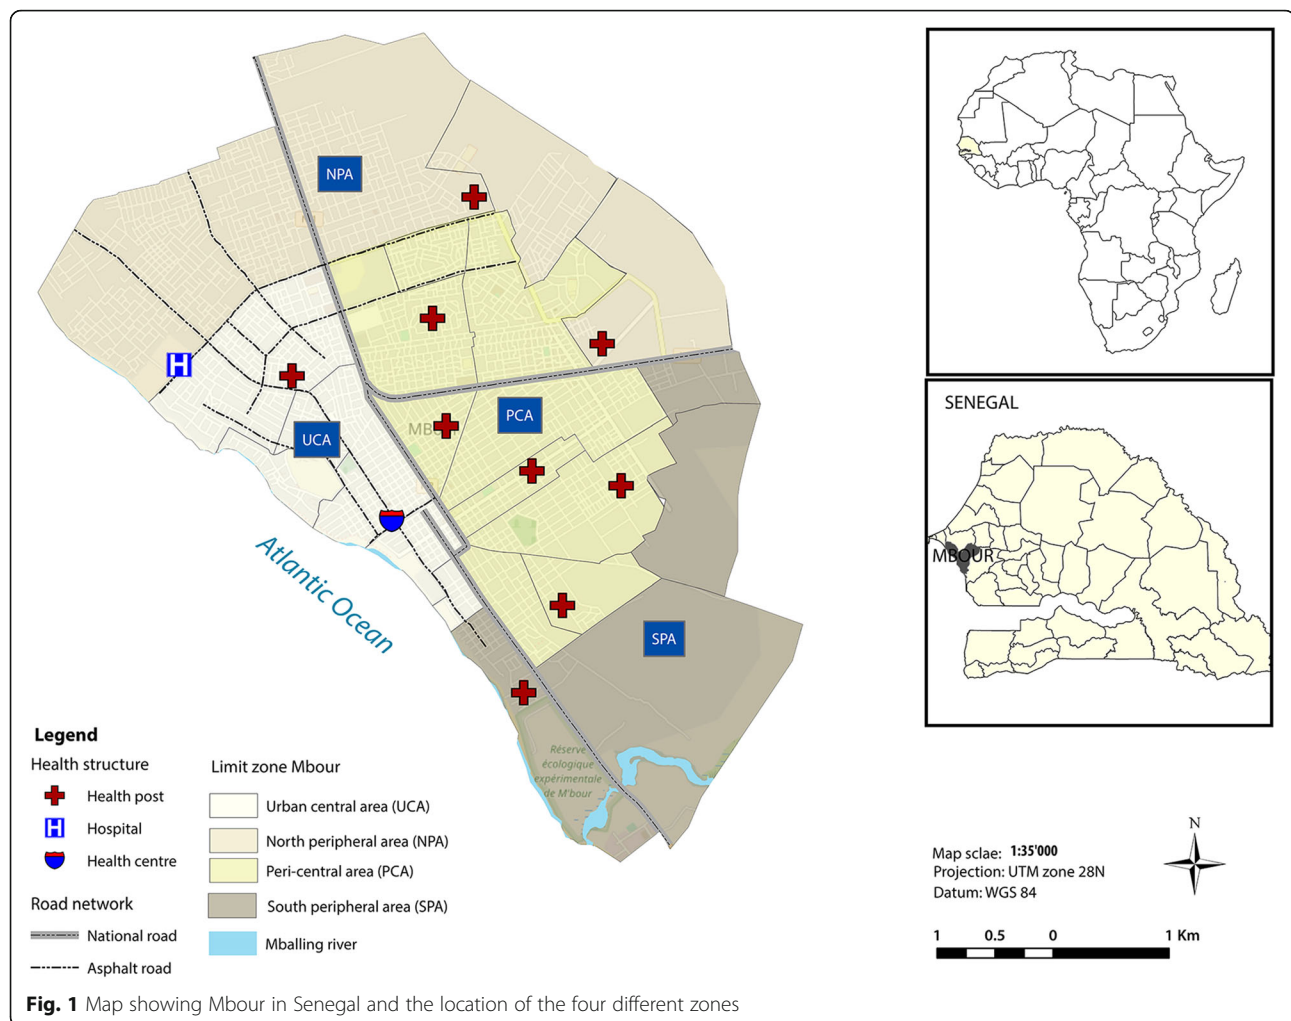 NPA
PCA
MBOUR
UCA
SPA
Atlantic Ocean
Réserve
écologique
expérimentale
de M'bour
SENEGAL
MBOUR
Legend
Health structure
Health post
H Hospital
Health centre
Road network
National road
Asphalt road
Limit zone Mbour
Urban central area (UCA)
North peripheral area (NPA)
Peri-central area (PCA)
South peripheral area (SPA)
Mballing river
N
Map sclae: 1:35'000
Projection: UTM zone 28N
Datum: WGS 84
1 0.5 0 1 Km
Fig. 1 Map showing Mbour in Senegal and the location of the four different zones